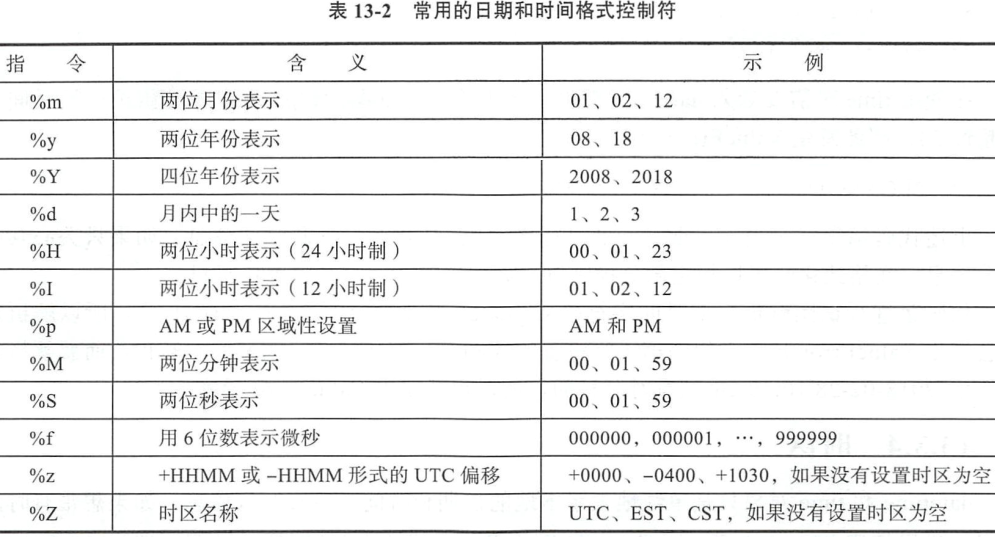 表 13-2 常用的日期和时间格式控制符
指 令 含 义 示 例
%m 两位月份表示 01、02、12
%y 两位年份表示 08、18
%Y 四位年份表示 2008、2018
%d 月内中的一天 1、2、3
%H 两位小时表示（24 小时制） 00、01、23
%I 两位小时表示（12 小时制） 01、02、12
%p AM 或 PM 区域性设置 AM 和 PM
%M 两位分钟表示 00、01、59
%S 两位秒表示 00、01、59
%f 用 6 位数表示微秒 000000，000001，…，999999
%z +HHMM 或 –HHMM 形式的 UTC 偏移 +0000、–0400、+1030，如果没有设置时区为空
%Z 时区名称 UTC、EST、CST，如果没有设置时区为空